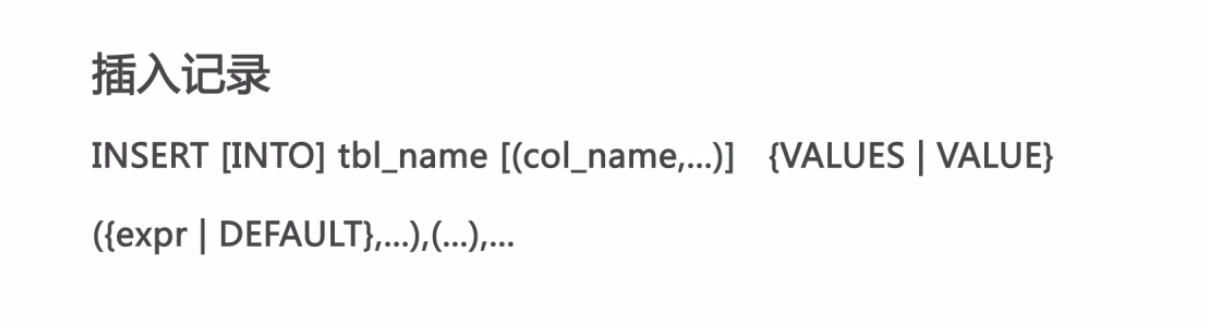 插入记录
INSERT [INTO] tbl_name [(col_name,...)] {VALUES | VALUE}
({expr | DEFAULT},...),(...),...